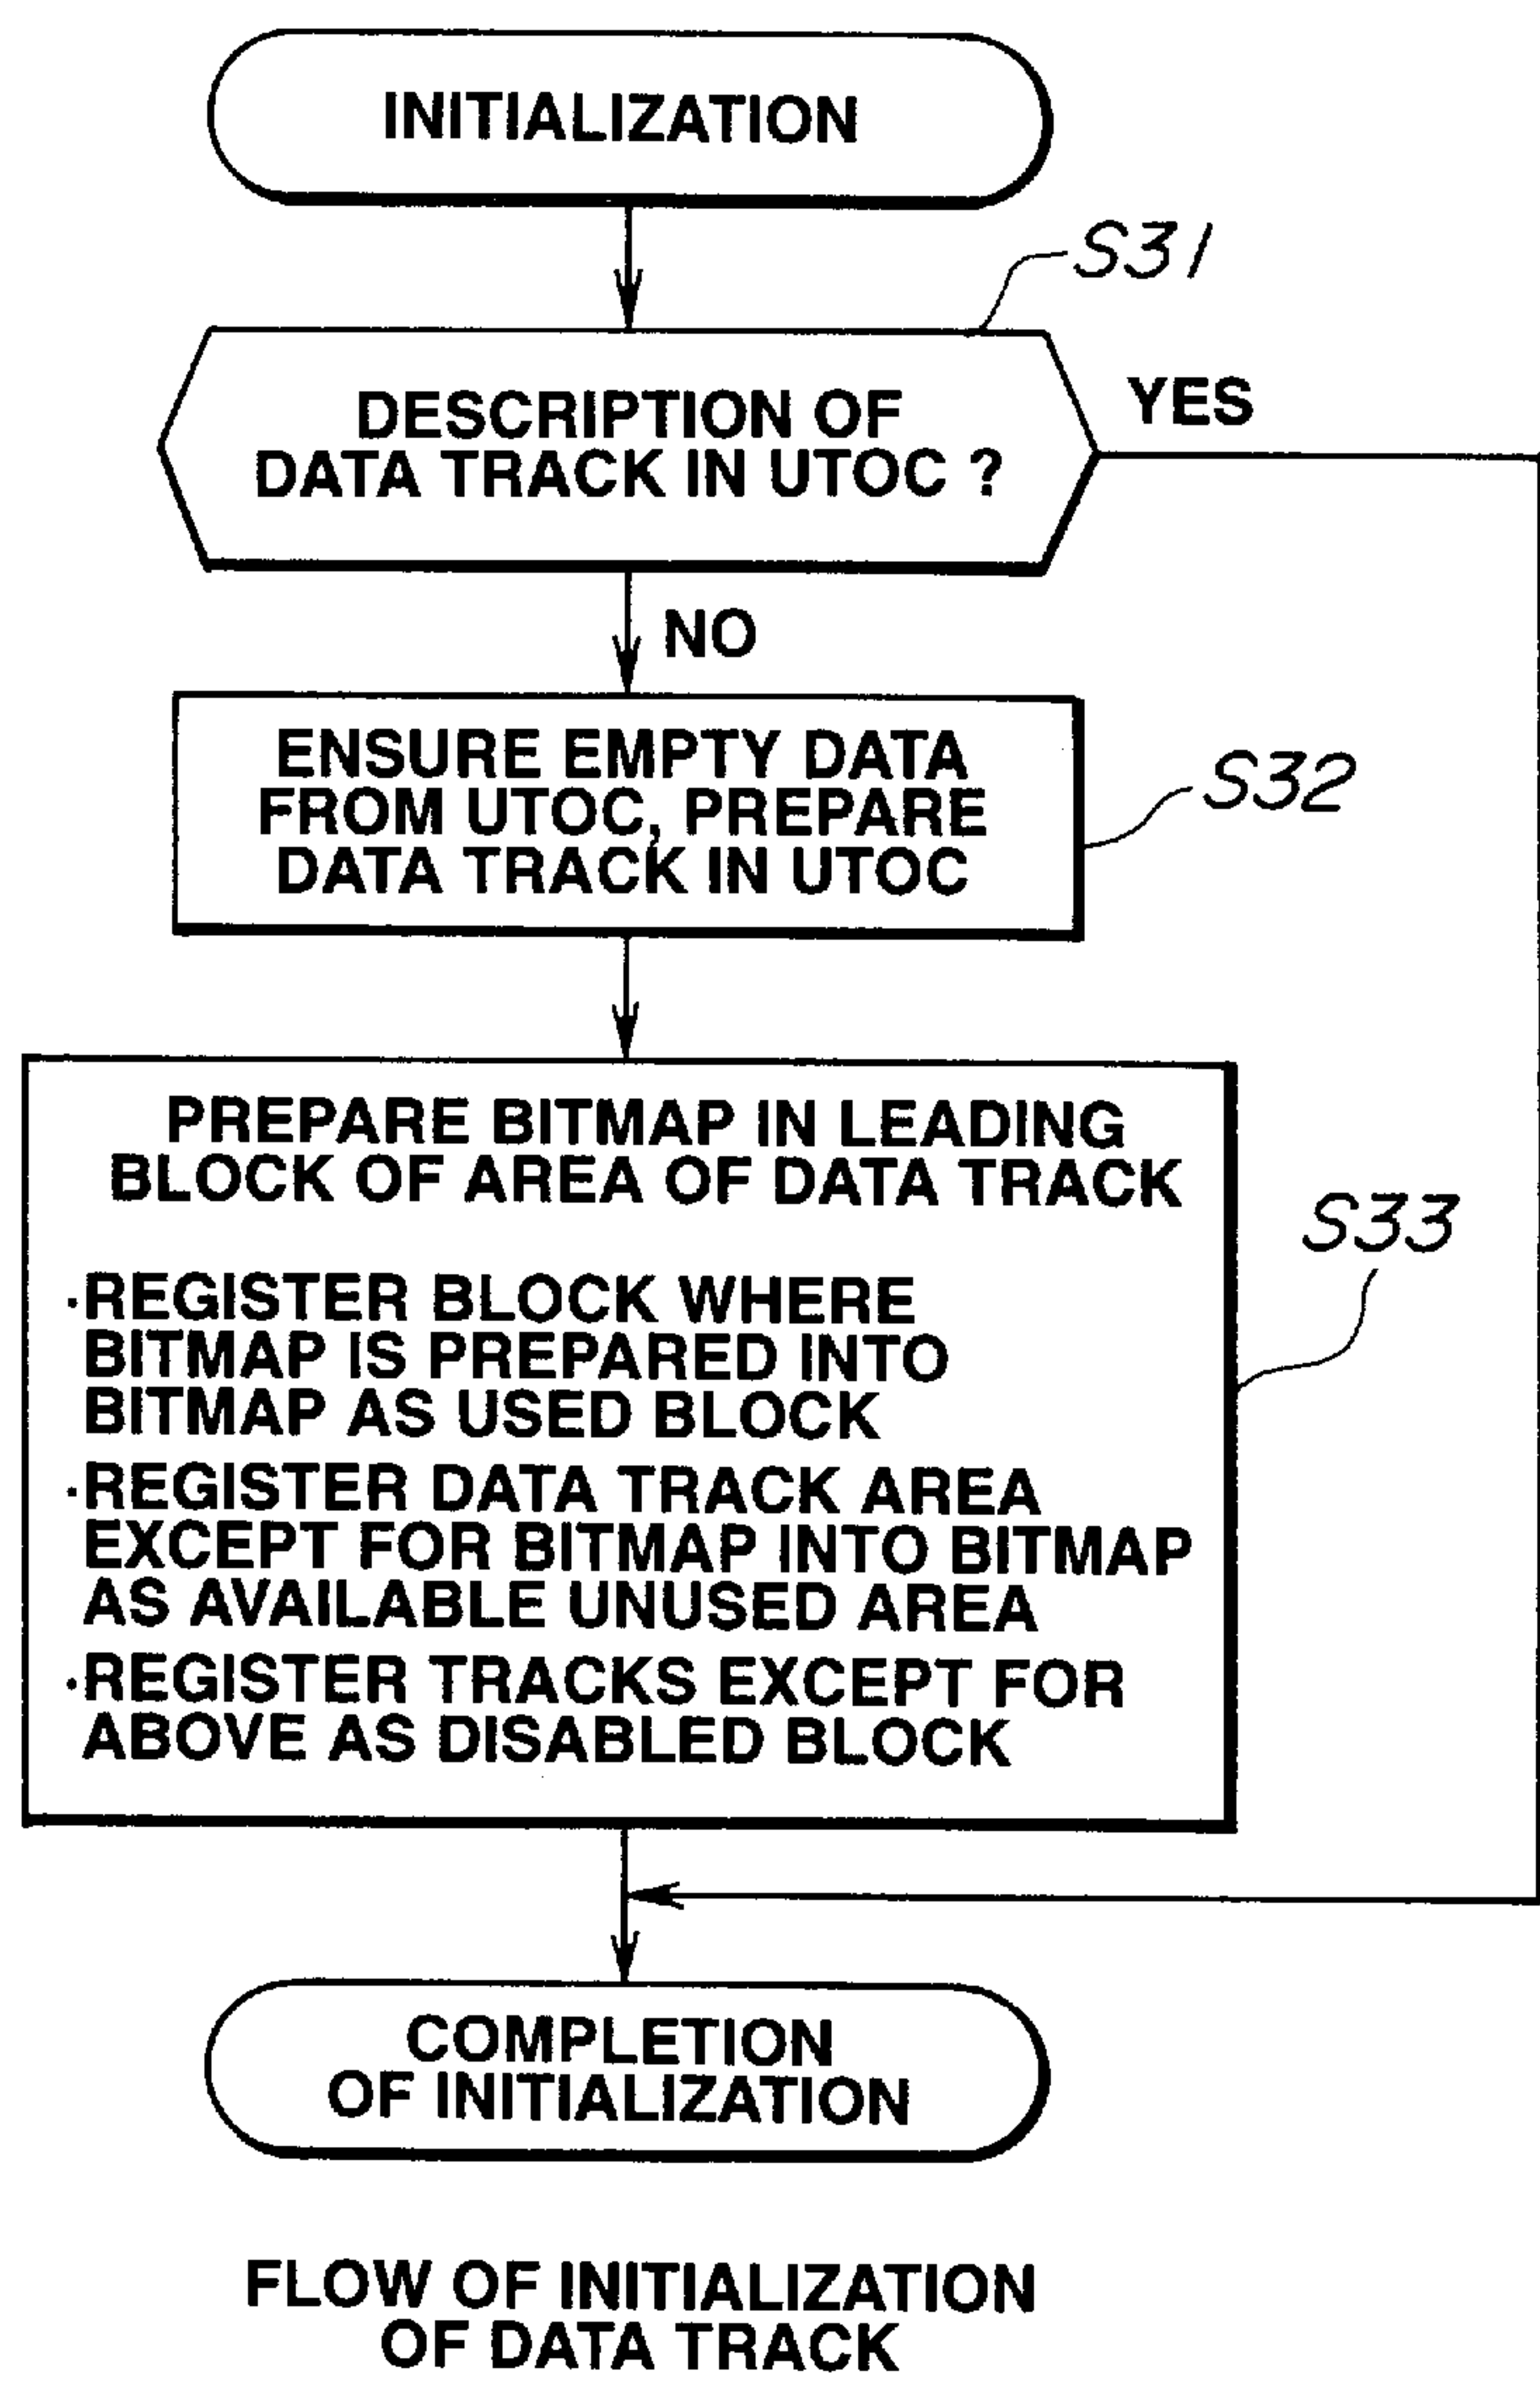 INITIALIZATION
S31
DESCRIPTION OF
DATA TRACK IN UTOC ?
YES
NO
ENSURE EMPTY DATA
FROM UTOC, PREPARE
DATA TRACK IN UTOC
S32
PREPARE BITMAP IN LEADING
BLOCK OF AREA OF DATA TRACK
S33
·REGISTER BLOCK WHERE
BITMAP IS PREPARED INTO
BITMAP AS USED BLOCK
·REGISTER DATA TRACK AREA
EXCEPT FOR BITMAP INTO BITMAP
AS AVAILABLE UNUSED AREA
·REGISTER TRACKS EXCEPT FOR
ABOVE AS DISABLED BLOCK
COMPLETION
OF INITIALIZATION
FLOW OF INITIALIZATION
OF DATA TRACK